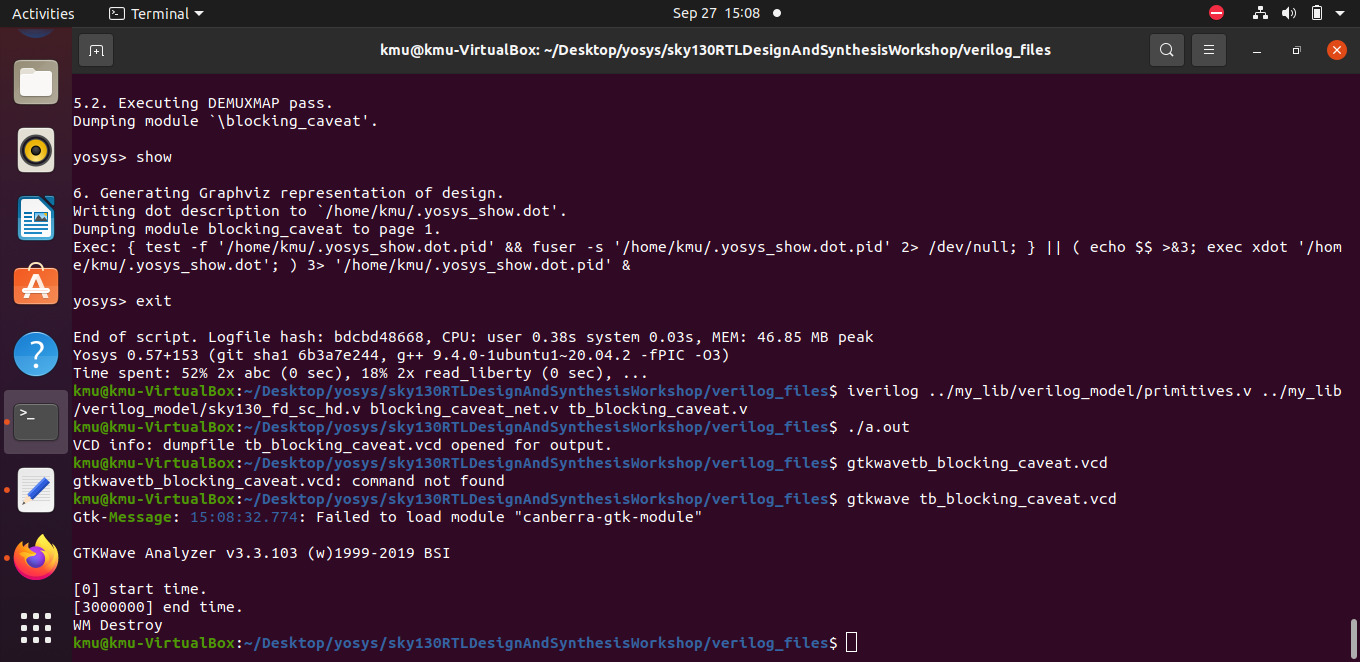 Activities Terminal Sep 27 15:08
kmu@kmu-VirtualBox: ~/Desktop/yosys/sky130RTLDesignAndSynthesisWorkshop/verilog_files
5.2. Executing DEMUXMAP pass.
Dumping module `\blocking_caveat'.
yosys> show
6. Generating Graphviz representation of design.
Writing dot description to `/home/kmu/.yosys_show.dot'.
Dumping module blocking_caveat to page 1.
Exec: { test -f '/home/kmu/.yosys_show.dot.pid' && fuser -s '/home/kmu/.yosys_show.dot.pid' 2> /dev/null; } || ( echo $$ >&3; exec xdot '/hom
e/kmu/.yosys_show.dot'; ) 3> '/home/kmu/.yosys_show.dot.pid' &
yosys> exit
End of script. Logfile hash: bdcbd48668, CPU: user 0.38s system 0.03s, MEM: 46.85 MB peak
Yosys 0.57+153 (git sha1 6b3a7e244, g++ 9.4.0-1ubuntu1~20.04.2 -fPIC -O3)
Time spent: 52% 2x abc (0 sec), 18% 2x read_liberty (0 sec), ...
kmu@kmu-VirtualBox:~/Desktop/yosys/sky130RTLDesignAndSynthesisWorkshop/verilog_files$ iverilog ../my_lib/verilog_model/primitives.v ../my_lib
/verilog_model/sky130_fd_sc_hd.v blocking_caveat_net.v tb_blocking_caveat.v
kmu@kmu-VirtualBox:~/Desktop/yosys/sky130RTLDesignAndSynthesisWorkshop/verilog_files$ ./a.out
VCD info: dumpfile tb_blocking_caveat.vcd opened for output.
kmu@kmu-VirtualBox:~/Desktop/yosys/sky130RTLDesignAndSynthesisWorkshop/verilog_files$ gtkwavetb_blocking_caveat.vcd
gtkwavetb_blocking_caveat.vcd: command not found
kmu@kmu-VirtualBox:~/Desktop/yosys/sky130RTLDesignAndSynthesisWorkshop/verilog_files$ gtkwave tb_blocking_caveat.vcd
Gtk-Message: 15:08:32.774: Failed to load module "canberra-gtk-module"
GTKWave Analyzer v3.3.103 (w)1999-2019 BSI
[0] start time.
[3000000] end time.
WM Destroy
kmu@kmu-VirtualBox:~/Desktop/yosys/sky130RTLDesignAndSynthesisWorkshop/verilog_files$